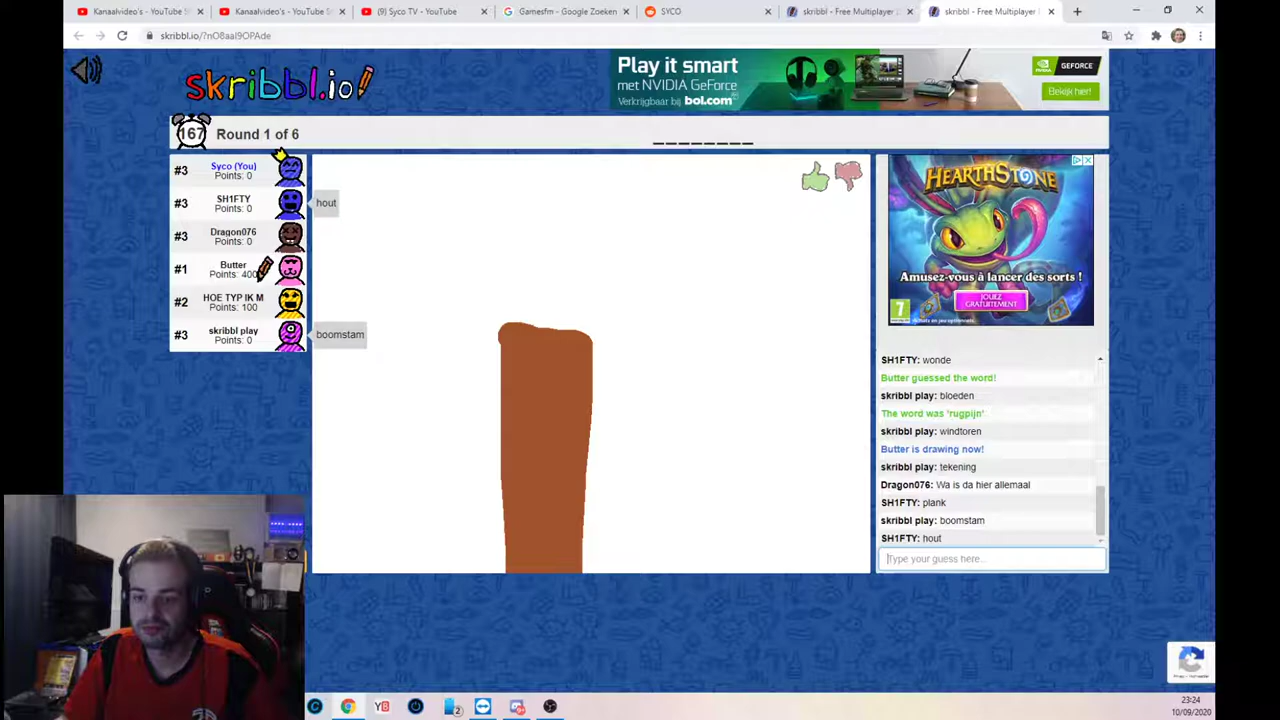 Kanaalvideo's - YouTube S
Kanaalvideo's - YouTube S
(9) Syco TV - YouTube
Gamesfm - Google Zoeken
SYCO
skribbl - Free Multiplayer
skribbl - Free Multiplayer
skribbl.io/?nO8aaI9OPAde
skribbl.io
Play it smart
met NVIDIA GeForce
Verkrijgbaar bij bol.com
NVIDIA GEFORCE
Bekijk hier!
167
Round 1 of 6
________
#3 Syco (You)
Points: 0
#3 SH1FTY
Points: 0
hout
#3 Dragon076
Points: 0
#1 Butter
Points: 400
#2 HOE TYP IK M
Points: 100
#3 skribbl play
Points: 0
boomstam
HEARTHSTONE
Amusez-vous à lancer des sorts !
JOUEZ
GRATUITEMENT
7
SH1FTY: wonde
Butter guessed the word!
skribbl play: bloeden
The word was 'rugpijn'
skribbl play: windtoren
Butter is drawing now!
skribbl play: tekening
Dragon076: Wa is da hier allemaal
SH1FTY: plank
skribbl play: boomstam
SH1FTY: hout
Type your guess here...
23:24
10/09/2020